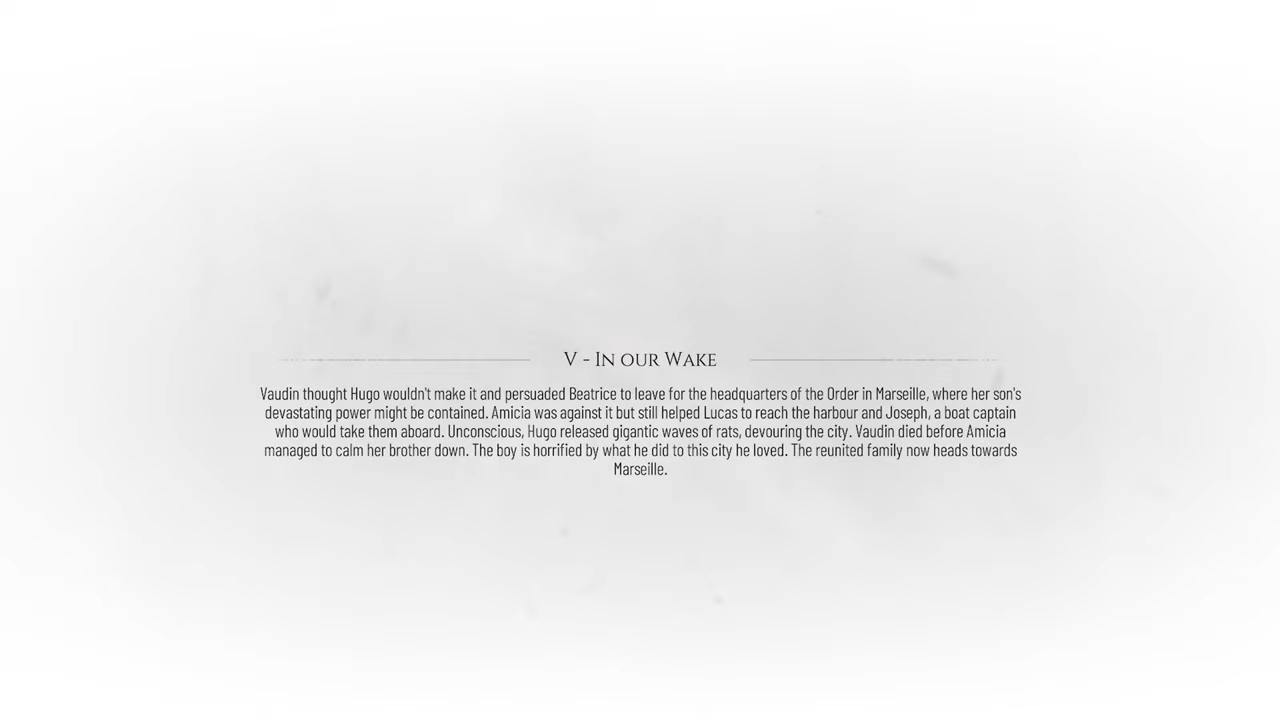 V - In our Wake
Vaudin thought Hugo wouldn't make it and persuaded Beatrice to leave for the headquarters of the Order in Marseille, where her son's
devastating power might be contained. Amicia was against it but still helped Lucas to reach the harbour and Joseph, a boat captain
who would take them aboard. Unconscious, Hugo released gigantic waves of rats, devouring the city. Vaudin died before Amicia
managed to calm her brother down. The boy is horrified by what he did to this city he loved. The reunited family now heads towards
Marseille.